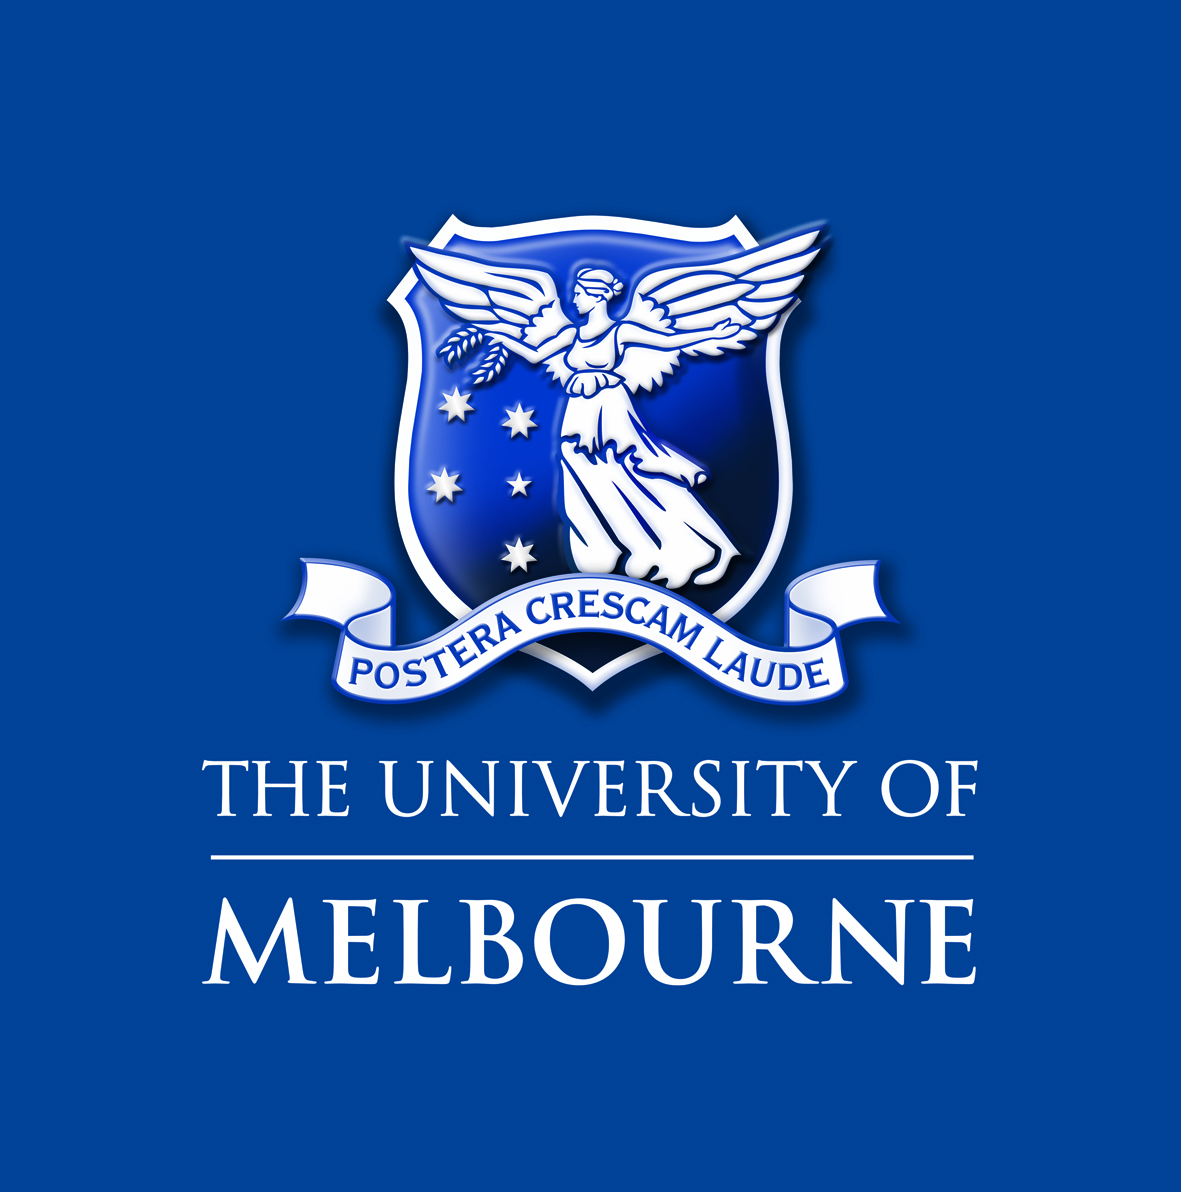 POSTERA CRESCAM LAUDE
THE UNIVERSITY OF
MELBOURNE